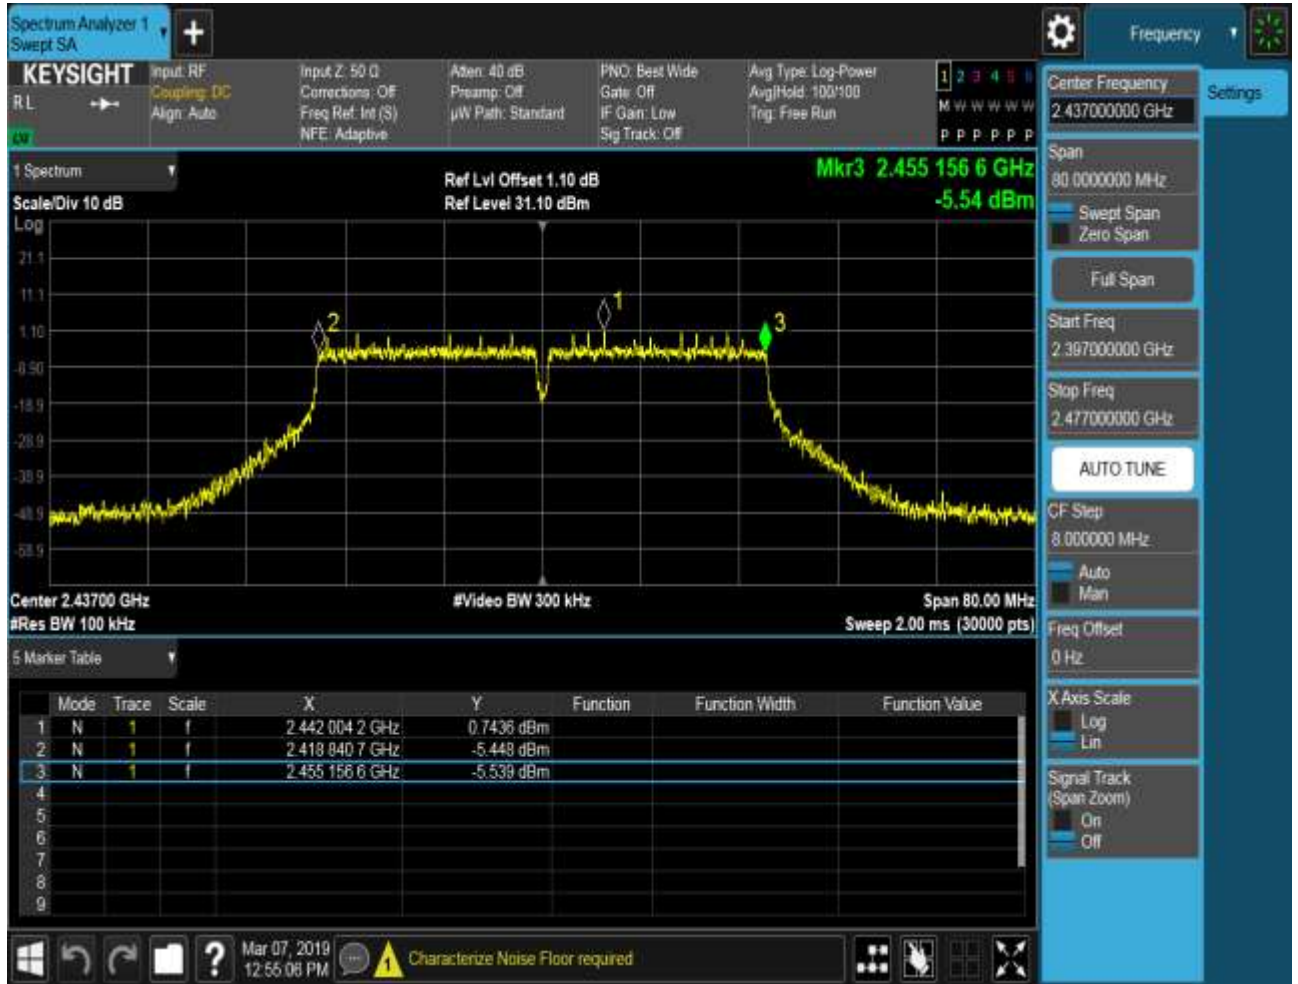 Spectrum Analyzer 1
Swept SA
Frequency
KEYSIGHT
R L
Input: RF
Coupling: DC
Align: Auto
Input Z: 50 Ω
Corrections: Off
Freq Ref: Int (S)
NFE: Adaptive
Atten: 40 dB
Preamp: Off
µW Path: Standard
PNO: Best Wide
Gate: Off
IF Gain: Low
Sig Track: Off
Avg Type: Log-Power
Avg|Hold: 100/100
Trig: Free Run
1 2 3 4 5 6
M W W W W W
P P P P P P
1 Spectrum
Scale/Div 10 dB
Ref Lvl Offset 1.10 dB
Ref Level 31.10 dBm
Mkr3 2.455 156 6 GHz
-5.54 dBm
Log
21.1
11.1
1.10
-8.90
-18.9
-28.9
-38.9
-48.9
-58.9
1
2
3
Center 2.43700 GHz
#Res BW 100 kHz
#Video BW 300 kHz
Span 80.00 MHz
Sweep 2.00 ms (30000 pts)
5 Marker Table
Mode Trace Scale X Y Function Function Width Function Value
1 N 1 f 2.442 004 2 GHz 0.7436 dBm
2 N 1 f 2.418 840 7 GHz -5.448 dBm
3 N 1 f 2.455 156 6 GHz -5.539 dBm
4
5
6
7
8
9
Mar 07, 2019
12:55:06 PM
1
Characterize Noise Floor required
?
Center Frequency
2.437000000 GHz
Settings
Span
80.0000000 MHz
Swept Span
Zero Span
Full Span
Start Freq
2.397000000 GHz
Stop Freq
2.477000000 GHz
AUTO TUNE
CF Step
8.000000 MHz
Auto
Man
Freq Offset
0 Hz
X Axis Scale
Log
Lin
Signal Track
(Span Zoom)
On
Off